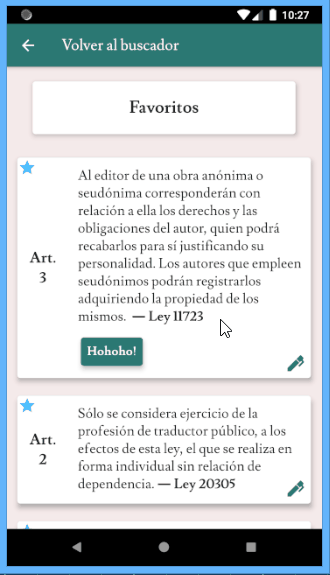 10:27
Volver al buscador
Favoritos
Al editor de una obra anónima o
seudónima corresponderán con
relación a ella los derechos y las
obligaciones del autor, quien podrá
recabarlos para sí justificando su
personalidad. Los autores que empleen
seudónimos podrán registrarlos
adquiriendo la propiedad de los
mismos. — Ley 11723
Art.
3
Hohoho!
Sólo se considera ejercicio de la
profesión de traductor público, a los
efectos de esta ley, el que se realiza en
forma individual sin relación de
dependencia. — Ley 20305
Art.
2